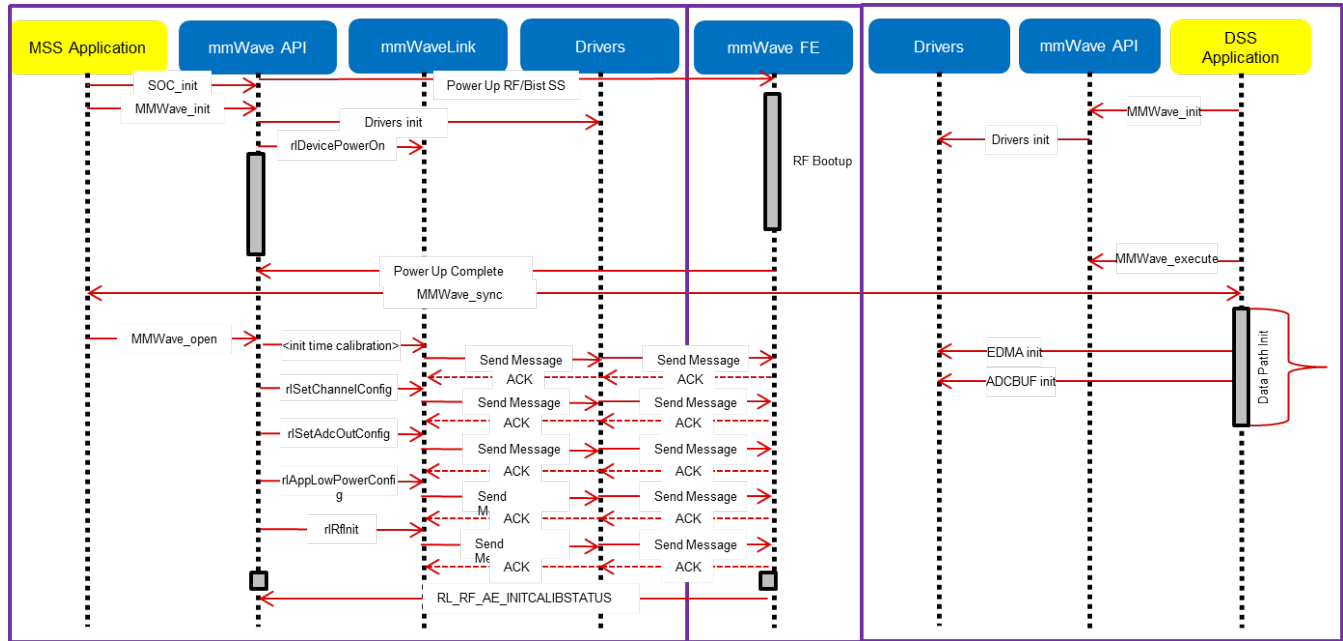 MSS Application
mmWave API
mmWaveLink
Drivers
mmWave FE
Drivers
mmWave API
DSS
Application
SOC_init
Power Up RF/Bist SS
MMWave_init
MMWave_init
Drivers init
Drivers init
rlDevicePowerOn
RF Bootup
MMWave_execute
Power Up Complete
MMWave_sync
MMWave_open
<init time calibration>
EDMA init
Send Message
Send Message
ACK
ACK
ADCBUF init
Data Path Init
rlSetChannelConfig
Send Message
Send Message
ACK
ACK
rlSetAdcOutConfig
Send Message
Send Message
ACK
ACK
rlAppLowPowerConfi
g
Send
Send Message
ACK
ACK
rlRfInit
Send
Send Message
ACK
ACK
RL_RF_AE_INITCALIBSTATUS